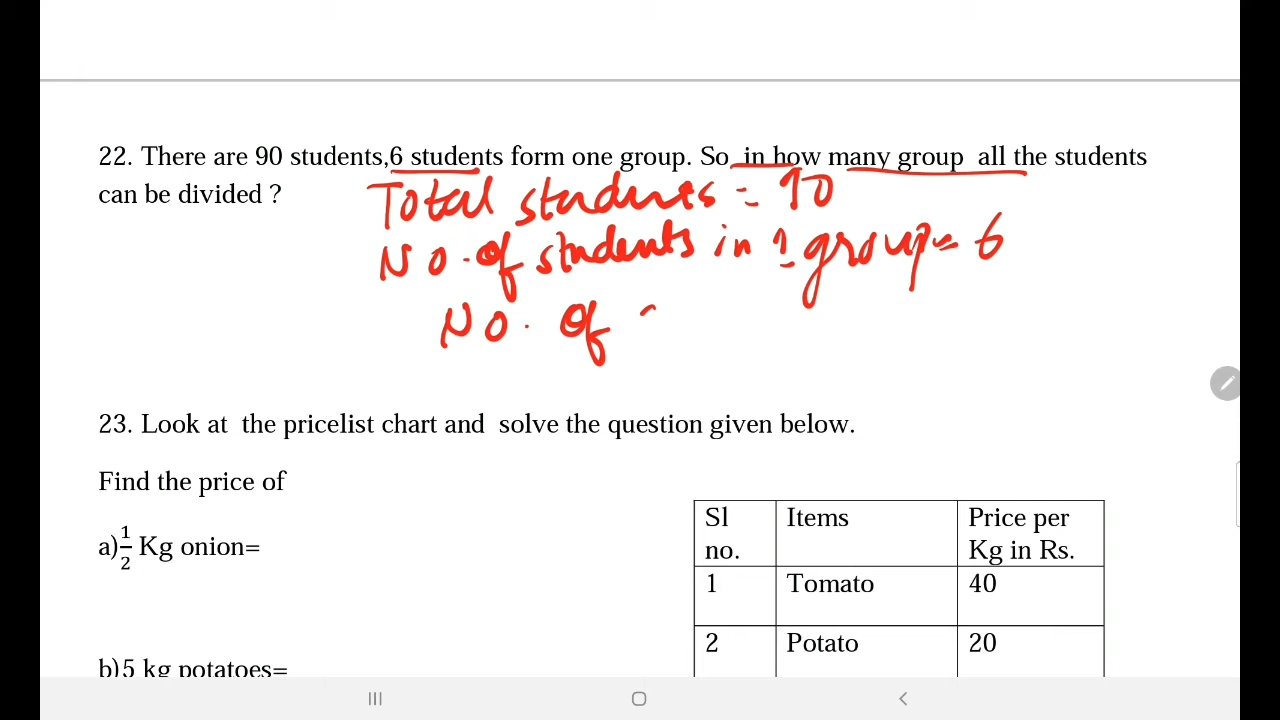 22. There are 90 students,6 students form one group. So in how many group all the students
can be divided ?
Total students = 90
No. of students in 1 group = 6
No. of
23. Look at the pricelist chart and solve the question given below.
Find the price of
a) 1/2 Kg onion=
b)5 kg potatoes=
Sl no. Items Price per Kg in Rs.
1 Tomato 40
2 Potato 20